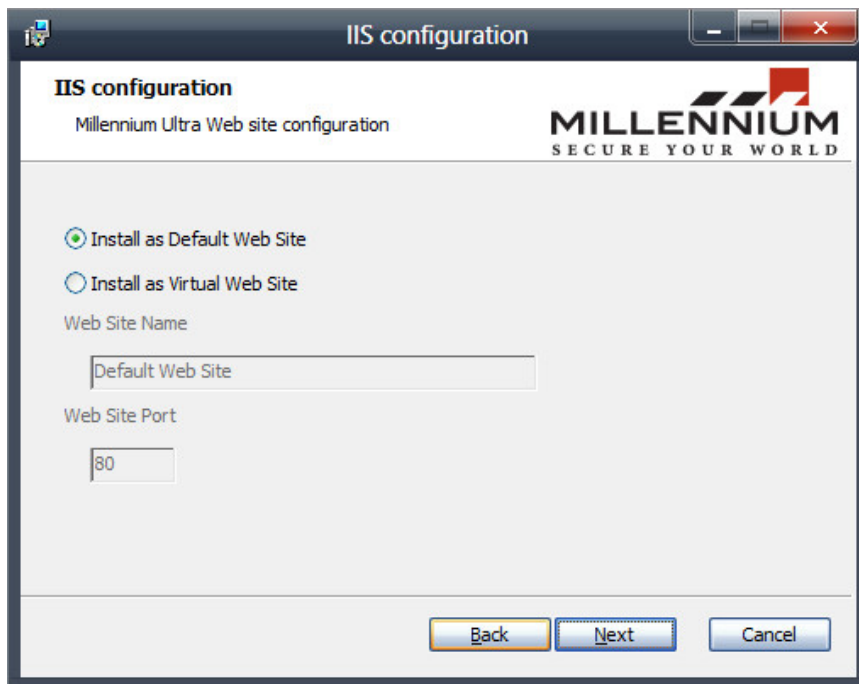 IIS configuration
IIS configuration
Millennium Ultra Web site configuration
MILLENNIUM
SECURE YOUR WORLD
Install as Default Web Site
Install as Virtual Web Site
Web Site Name
Default Web Site
Web Site Port
80
Back Next Cancel